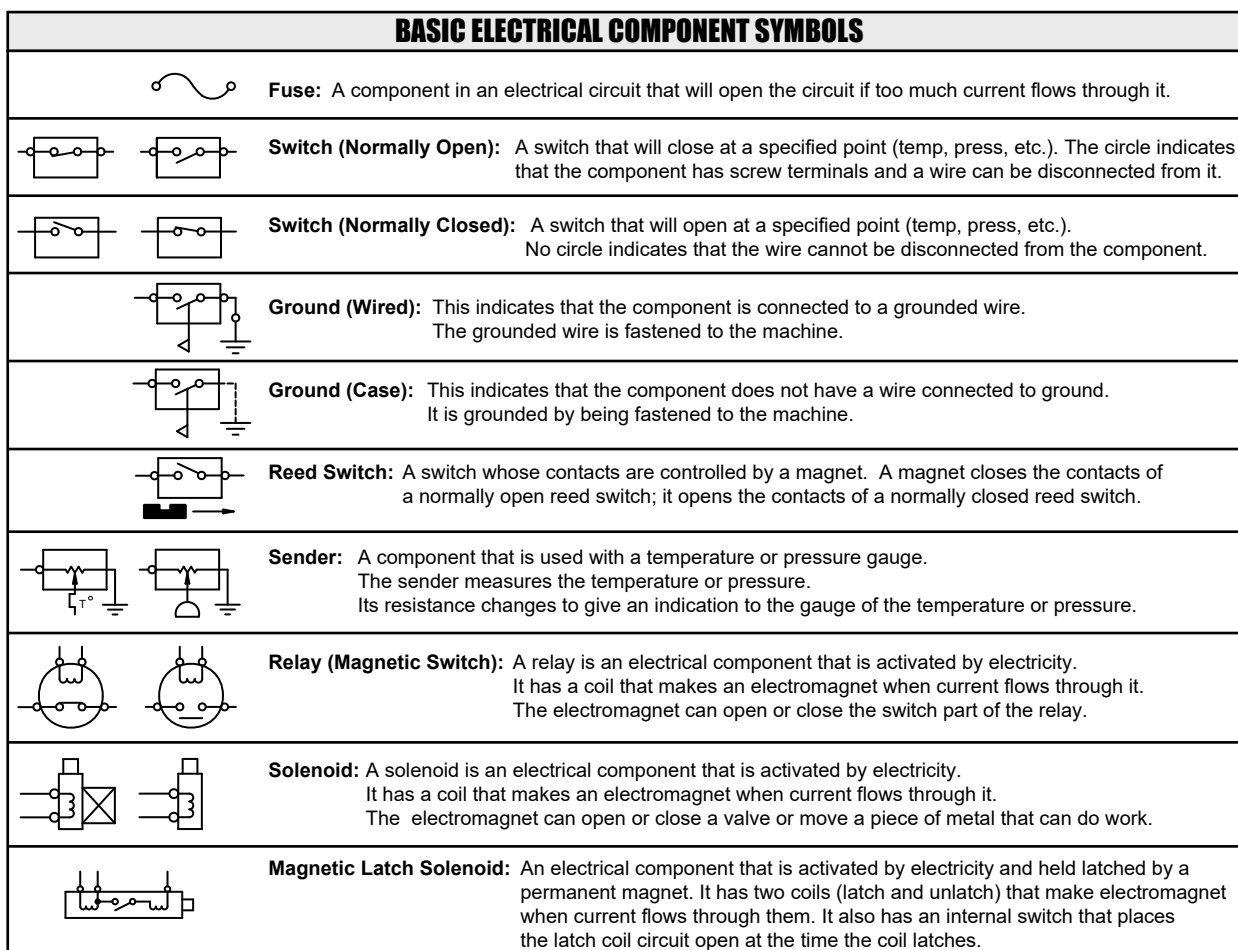 BASIC ELECTRICAL COMPONENT SYMBOLS
Fuse: A component in an electrical circuit that will open the circuit if too much current flows through it.
Switch (Normally Open): A switch that will close at a specified point (temp, press, etc.). The circle indicates
that the component has screw terminals and a wire can be disconnected from it.
Switch (Normally Closed): A switch that will open at a specified point (temp, press, etc.).
No circle indicates that the wire cannot be disconnected from the component.
Ground (Wired): This indicates that the component is connected to a grounded wire.
The grounded wire is fastened to the machine.
Ground (Case): This indicates that the component does not have a wire connected to ground.
It is grounded by being fastened to the machine.
Reed Switch: A switch whose contacts are controlled by a magnet. A magnet closes the contacts of
a normally open reed switch; it opens the contacts of a normally closed reed switch.
T°
Sender: A component that is used with a temperature or pressure gauge.
The sender measures the temperature or pressure.
Its resistance changes to give an indication to the gauge of the temperature or pressure.
Relay (Magnetic Switch): A relay is an electrical component that is activated by electricity.
It has a coil that makes an electromagnet when current flows through it.
The electromagnet can open or close the switch part of the relay.
Solenoid: A solenoid is an electrical component that is activated by electricity.
It has a coil that makes an electromagnet when current flows through it.
The electromagnet can open or close a valve or move a piece of metal that can do work.
Magnetic Latch Solenoid: An electrical component that is activated by electricity and held latched by a
permanent magnet. It has two coils (latch and unlatch) that make electromagnet
when current flows through them. It also has an internal switch that places
the latch coil circuit open at the time the coil latches.